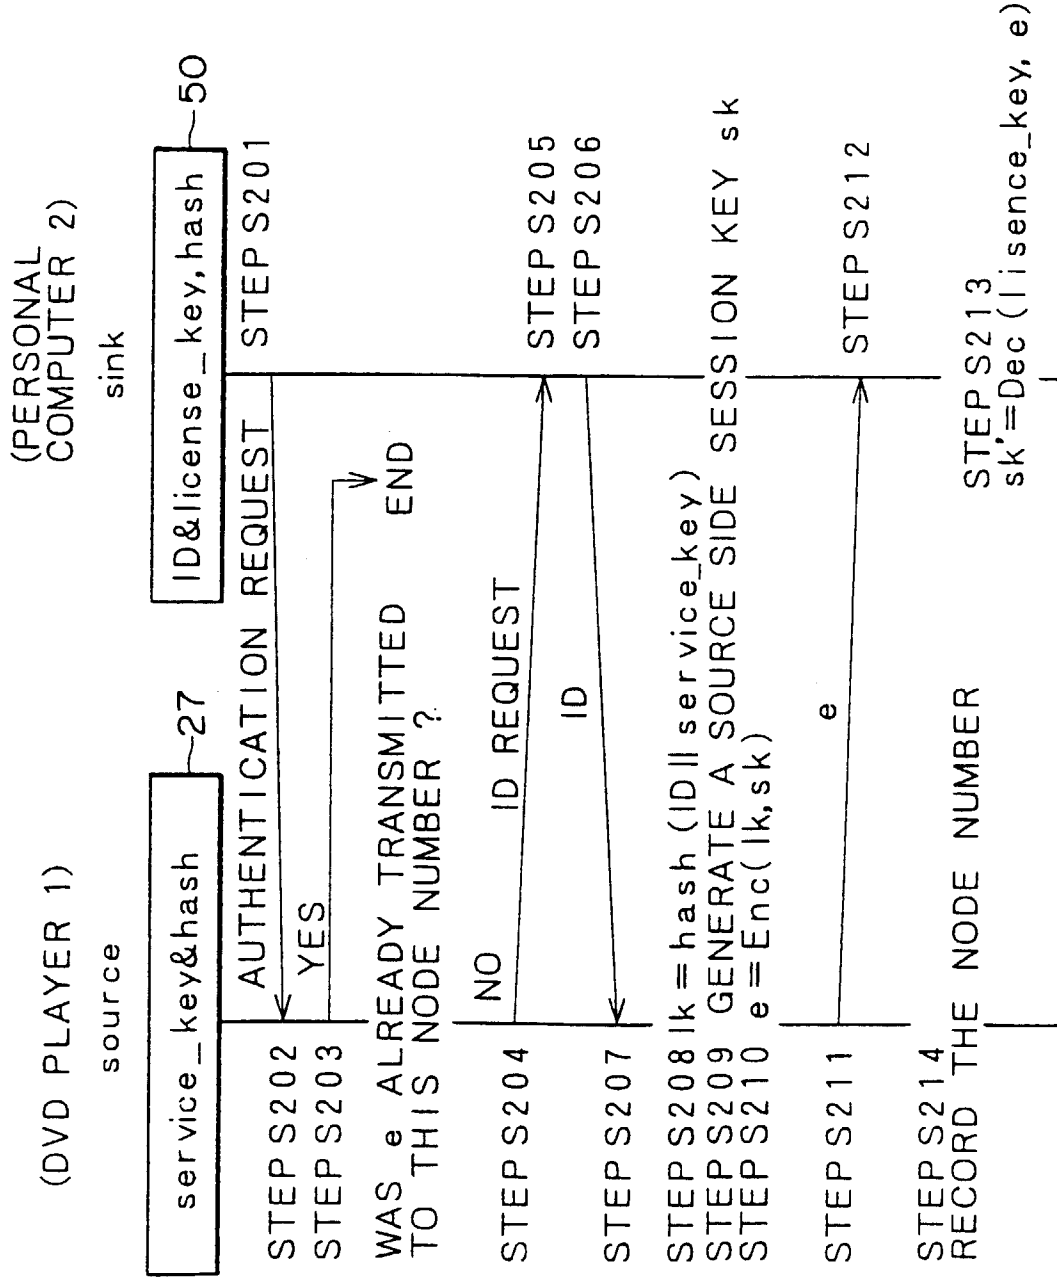 (DVD PLAYER 1)
source
(PERSONAL
COMPUTER 2)
sink
service_key&hash
27
ID&license_key,hash
50
AUTHENTICATION REQUEST
STEP S201
STEP S202
STEP S203
YES
WAS e ALREADY TRANSMITTED
TO THIS NODE NUMBER ?
END
STEP S204
NO
ID REQUEST
STEP S205
STEP S206
ID
STEP S207
STEP S208 lk=hash(ID||service_key)
STEP S209 GENERATE A SOURCE SIDE SESSION KEY sk
STEP S210 e=Enc(lk,sk)
STEP S211
e
STEP S212
STEP S213
sk'=Dec(lisence_key, e)
STEP S214
RECORD THE NODE NUMBER